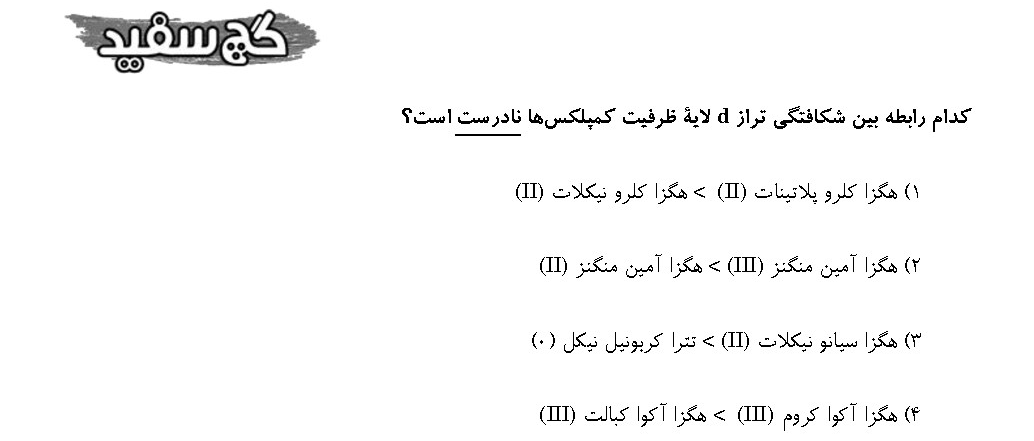 گچ سفید
کدام رابطه بین شکافتگی تراز d لایهٔ ظرفیت کمپلکس‌ها نادرست است؟
۱) هگزا کلرو پلاتینات (II) > هگزا کلرو نیکلات (II)
۲) هگزا آمین منگنز (III) > هگزا آمین منگنز (II)
۳) هگزا سیانو نیکلات (II) > تترا کربونیل نیکل (۰)
۴) هگزا آکوا کروم (III) > هگزا آکوا کبالت (III)